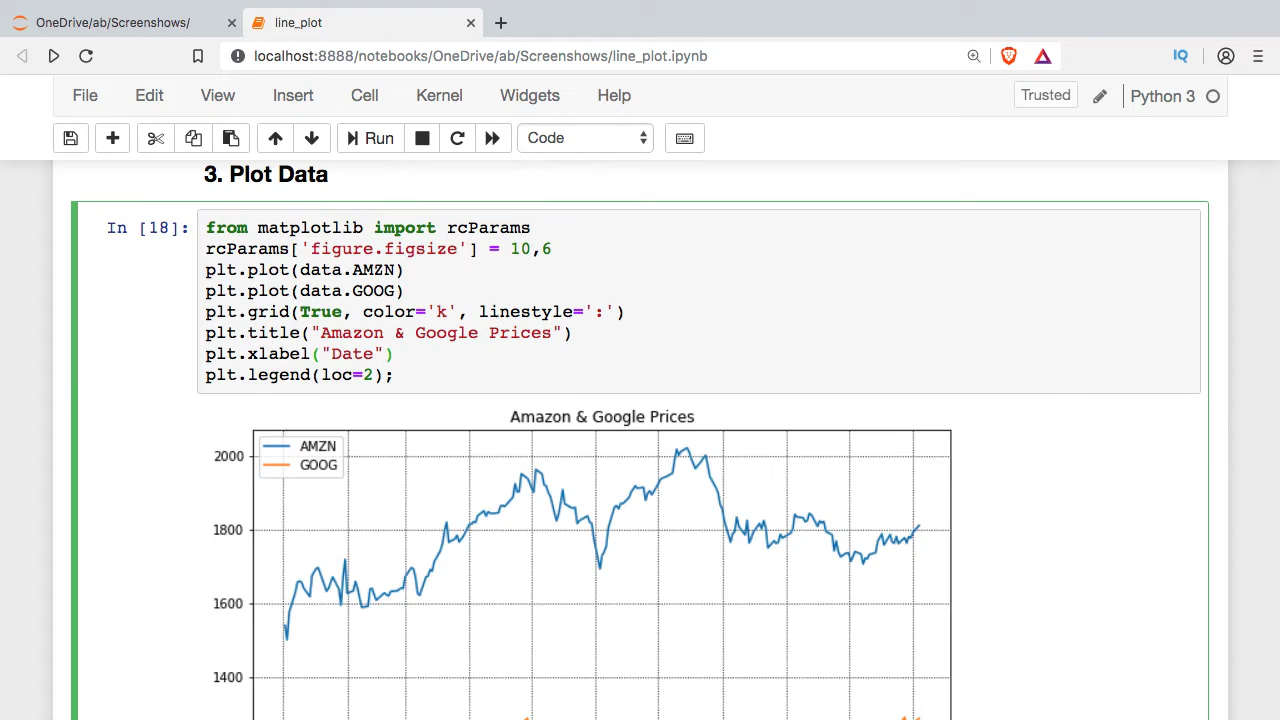 OneDrive/ab/Screenshows/
line_plot
localhost:8888/notebooks/OneDrive/ab/Screenshows/line_plot.ipynb
IQ
File Edit View Insert Cell Kernel Widgets Help Trusted Python 3
Run Code
3. Plot Data
In [18]: from matplotlib import rcParams
rcParams['figure.figsize'] = 10,6
plt.plot(data.AMZN)
plt.plot(data.GOOG)
plt.grid(True, color='k', linestyle=':')
plt.title("Amazon & Google Prices")
plt.xlabel("Date")
plt.legend(loc=2);
Amazon & Google Prices
AMZN
GOOG
2000
1800
1600
1400